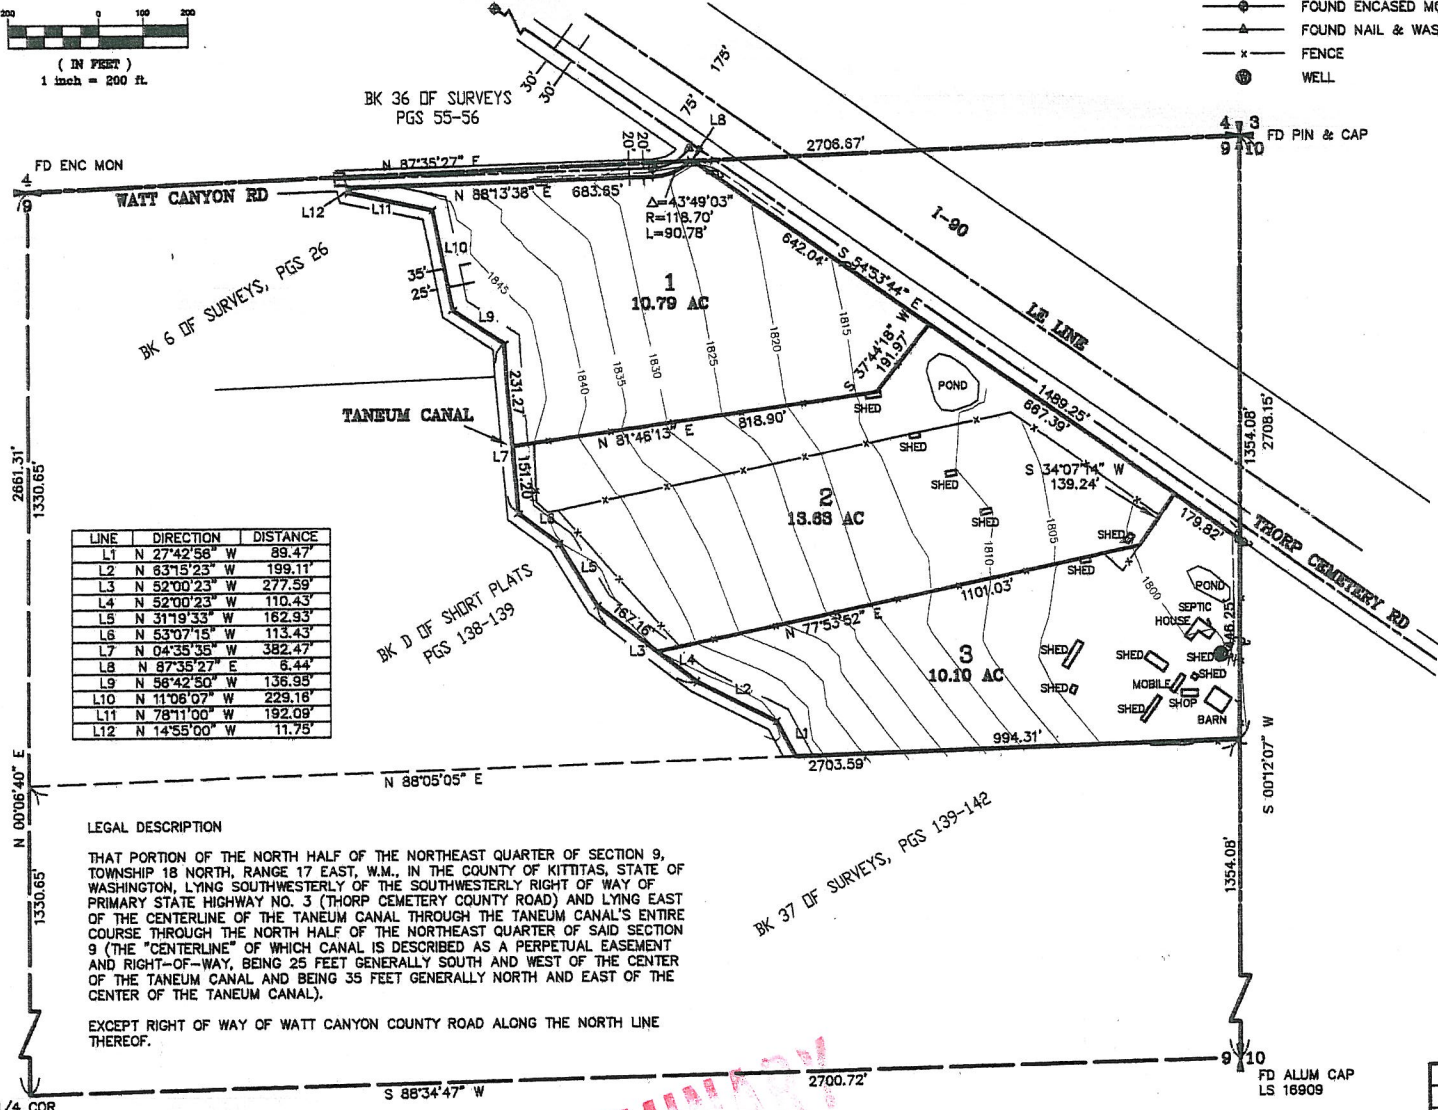 200 0 100 200
( IN FEET )
1 inch = 200 ft.
FOUND ENCASED
FOUND NAIL &
FENCE
WELL
BK 36 OF SURVEYS
PGS 55-56
30'
30'
175'
75'
L8
20'
20'
2706.67'
4 3
9 10
FD PIN & CAP
FD ENC MON
4
9
WATT CANYON RD
N 87°35'27" E
N 88°13'38" E 683.85'
L12
L11
L10
35'
25'
L9
Δ=43°49'03"
R=118.70'
L=90.78'
I-90
LE LINE
642.04'
S 54°53'44" E
BK 6 OF SURVEYS, PGS 26
1
10.79 AC
1845
1840
1835
1830
1825
1820
1815
S 37°44'18" W
191.97'
POND
SHED
1489.25'
667.39'
231.27'
TANEUM CANAL
N 81°46'13" E
818.90'
L7
151.20'
SHED
SHED
S 34°07'14" W
139.24'
2661.31'
1330.65'
1354.08'
2708.15'
2
13.63 AC
L6
SHED
1810
1805
SHED
179.82'
THORP CEMETERY RD
LINE DIRECTION DISTANCE
L1 N 27°42'56" W 89.47'
L2 N 63°15'23" W 199.11'
L3 N 52°00'23" W 277.59'
L4 N 52°00'23" W 110.43'
L5 N 31°19'33" W 162.93'
L6 N 53°07'15" W 113.43'
L7 N 04°35'35" W 382.47'
L8 N 87°35'27" E 6.44'
L9 N 56°42'50" W 136.95'
L10 N 11°06'07" W 229.16'
L11 N 78°11'00" W 192.09'
L12 N 14°55'00" W 11.75'
L5
SHED
1101.03'
1800
POND
SEPTIC
HOUSE
446.25'
BK D OF SHORT PLATS
PGS 138-139
167.16'
N 77°53'52" E
L3
L4
L2
L1
3
10.10 AC
SHED
SHED
SHED
SHED
SHED
MOBILE
SHOP
SHED
BARN
994.31'
2703.59'
N 88°05'05" E
N 00°06'40" E
S 00°12'07" W
LEGAL DESCRIPTION
THAT PORTION OF THE NORTH HALF OF THE NORTHEAST QUARTER OF SECTION 9,
TOWNSHIP 18 NORTH, RANGE 17 EAST, W.M., IN THE COUNTY OF KITTITAS, STATE OF
WASHINGTON, LYING SOUTHWESTERLY OF THE SOUTHWESTERLY RIGHT OF WAY OF
PRIMARY STATE HIGHWAY NO. 3 (THORP CEMETERY COUNTY ROAD) AND LYING EAST
OF THE CENTERLINE OF THE TANEUM CANAL THROUGH THE TANEUM CANAL'S ENTIRE
COURSE THROUGH THE NORTH HALF OF THE NORTHEAST QUARTER OF SAID SECTION
9 (THE "CENTERLINE" OF WHICH CANAL IS DESCRIBED AS A PERPETUAL EASEMENT
AND RIGHT-OF-WAY, BEING 25 FEET GENERALLY SOUTH AND WEST OF THE CENTER
OF THE TANEUM CANAL AND BEING 35 FEET GENERALLY NORTH AND EAST OF THE
CENTER OF THE TANEUM CANAL).
EXCEPT RIGHT OF WAY OF WATT CANYON COUNTY ROAD ALONG THE NORTH LINE
THEREOF.
BK 37 OF SURVEYS, PGS 139-142
1330.65'
1354.08'
9 10
FD ALUM CAP
LS 16909
S 88°34'47" W
2700.72'
1/4 COR